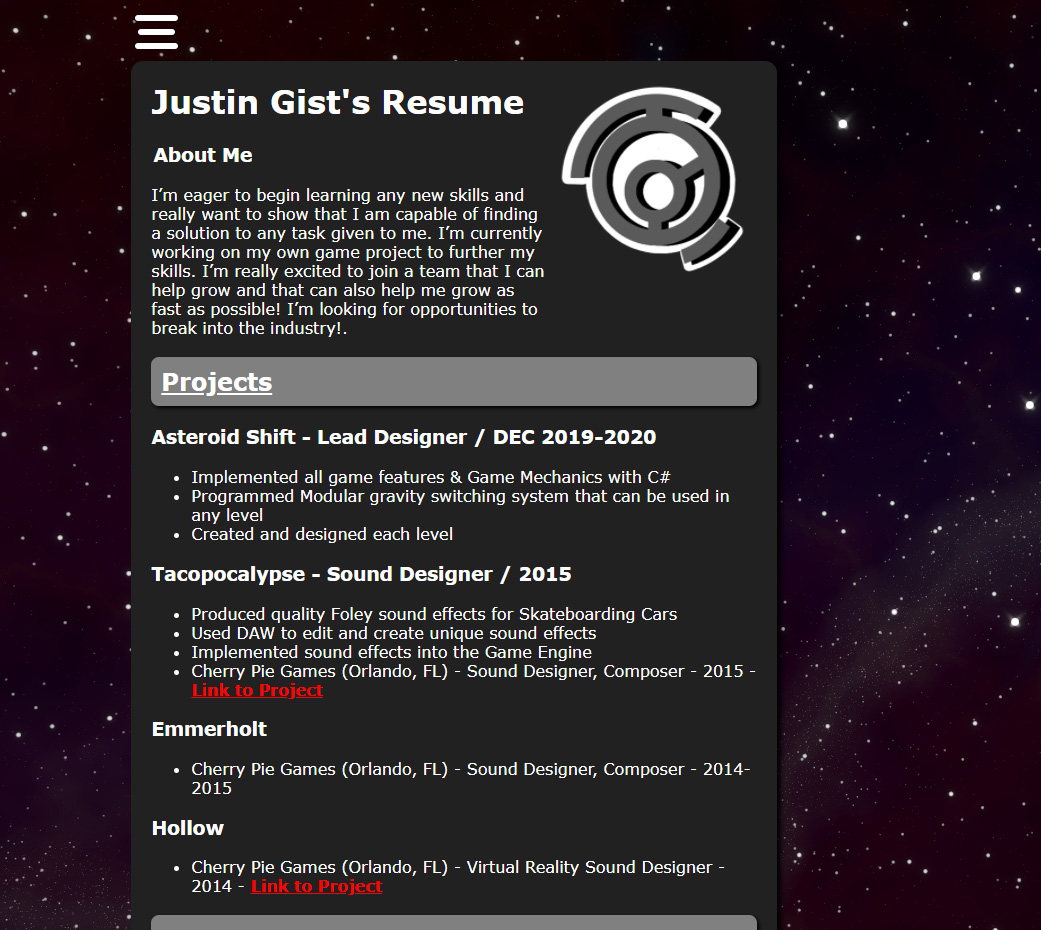 Justin Gist's Resume
About Me
I’m eager to begin learning any new skills and
really want to show that I am capable of finding
a solution to any task given to me. I’m currently
working on my own game project to further my
skills. I’m really excited to join a team that I can
help grow and that can also help me grow as
fast as possible! I’m looking for opportunities to
break into the industry!.
Projects
Asteroid Shift - Lead Designer / DEC 2019-2020
• Implemented all game features & Game Mechanics with C#
• Programmed Modular gravity switching system that can be used in
any level
• Created and designed each level
Tacopocalypse - Sound Designer / 2015
• Produced quality Foley sound effects for Skateboarding Cars
• Used DAW to edit and create unique sound effects
• Implemented sound effects into the Game Engine
• Cherry Pie Games (Orlando, FL) - Sound Designer, Composer - 2015 -
Link to Project
Emmerholt
• Cherry Pie Games (Orlando, FL) - Sound Designer, Composer - 2014-
2015
Hollow
• Cherry Pie Games (Orlando, FL) - Virtual Reality Sound Designer -
2014 - Link to Project